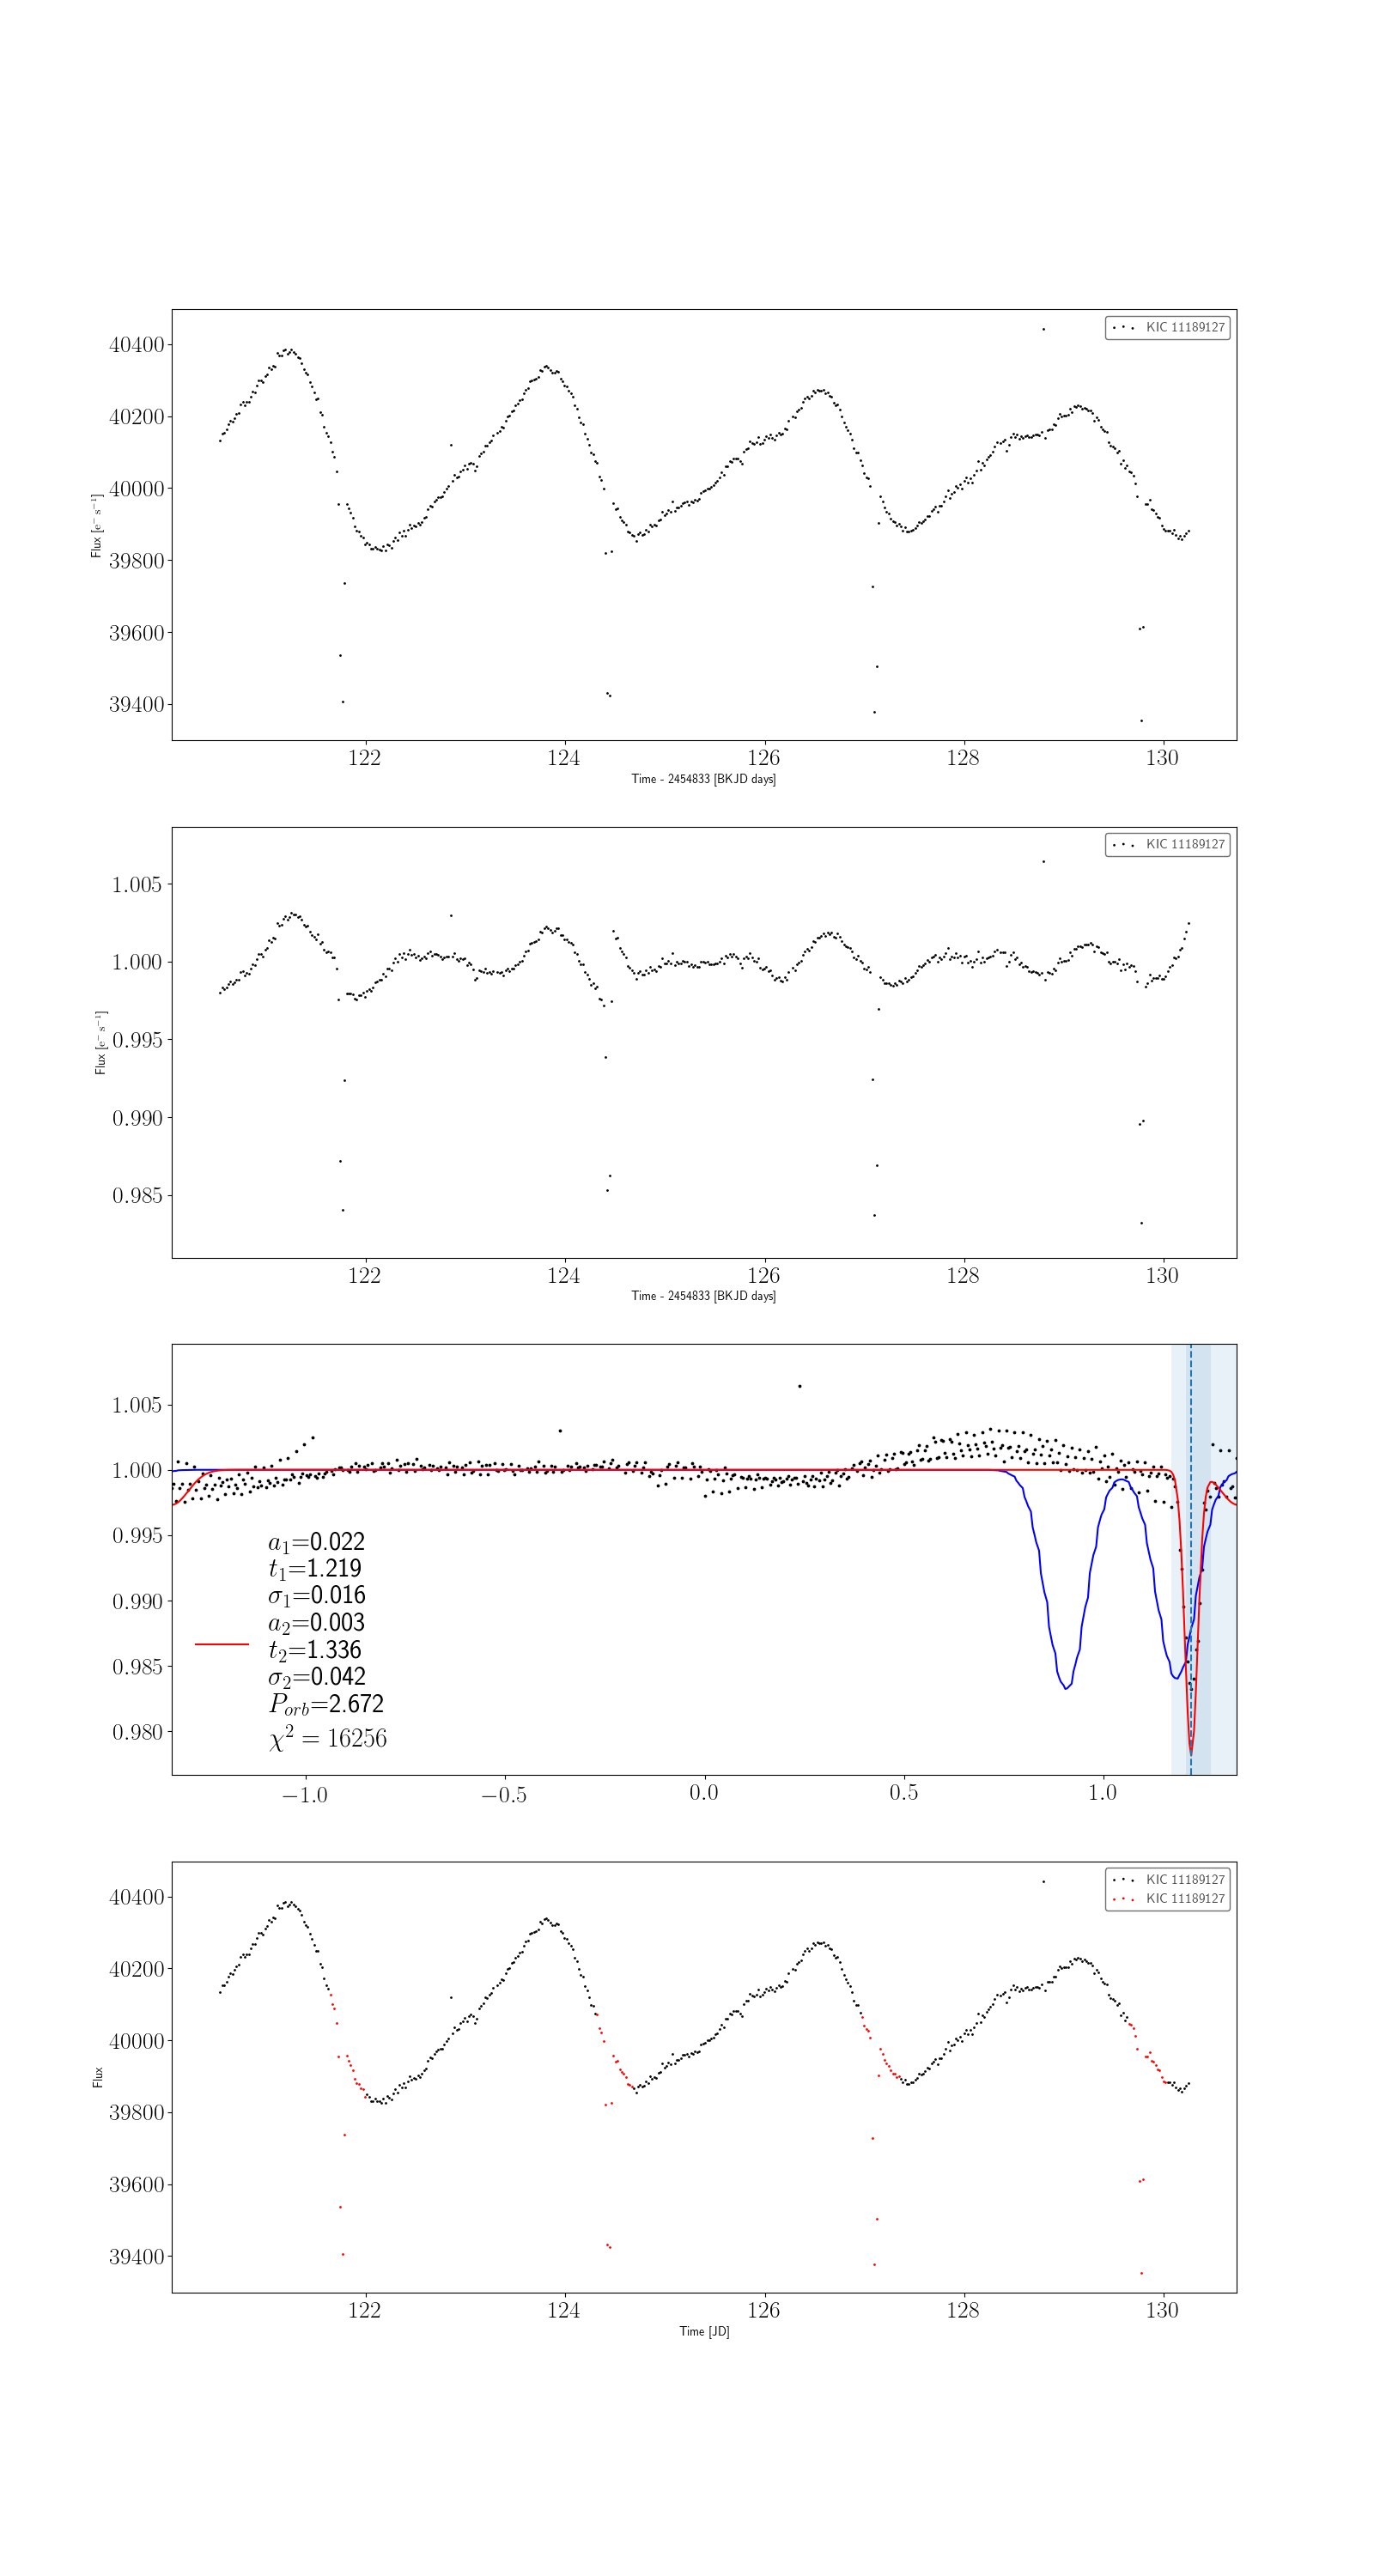 KIC 11189127
40400
40200
40000
39800
39600
39400
Flux [e⁻ s⁻¹]
122 124 126 128 130
Time - 2454833 [BKJD days]
KIC 11189127
1.005
1.000
0.995
0.990
0.985
Flux [e⁻ s⁻¹]
122 124 126 128 130
Time - 2454833 [BKJD days]
1.005
1.000
0.995
0.990
0.985
0.980
a₁=0.022
t₁=1.219
σ₁=0.016
a₂=0.003
t₂=1.336
σ₂=0.042
P_orb=2.672
χ² = 16256
−1.0 −0.5 0.0 0.5 1.0
KIC 11189127
KIC 11189127
40400
40200
40000
39800
39600
39400
Flux
122 124 126 128 130
Time [JD]